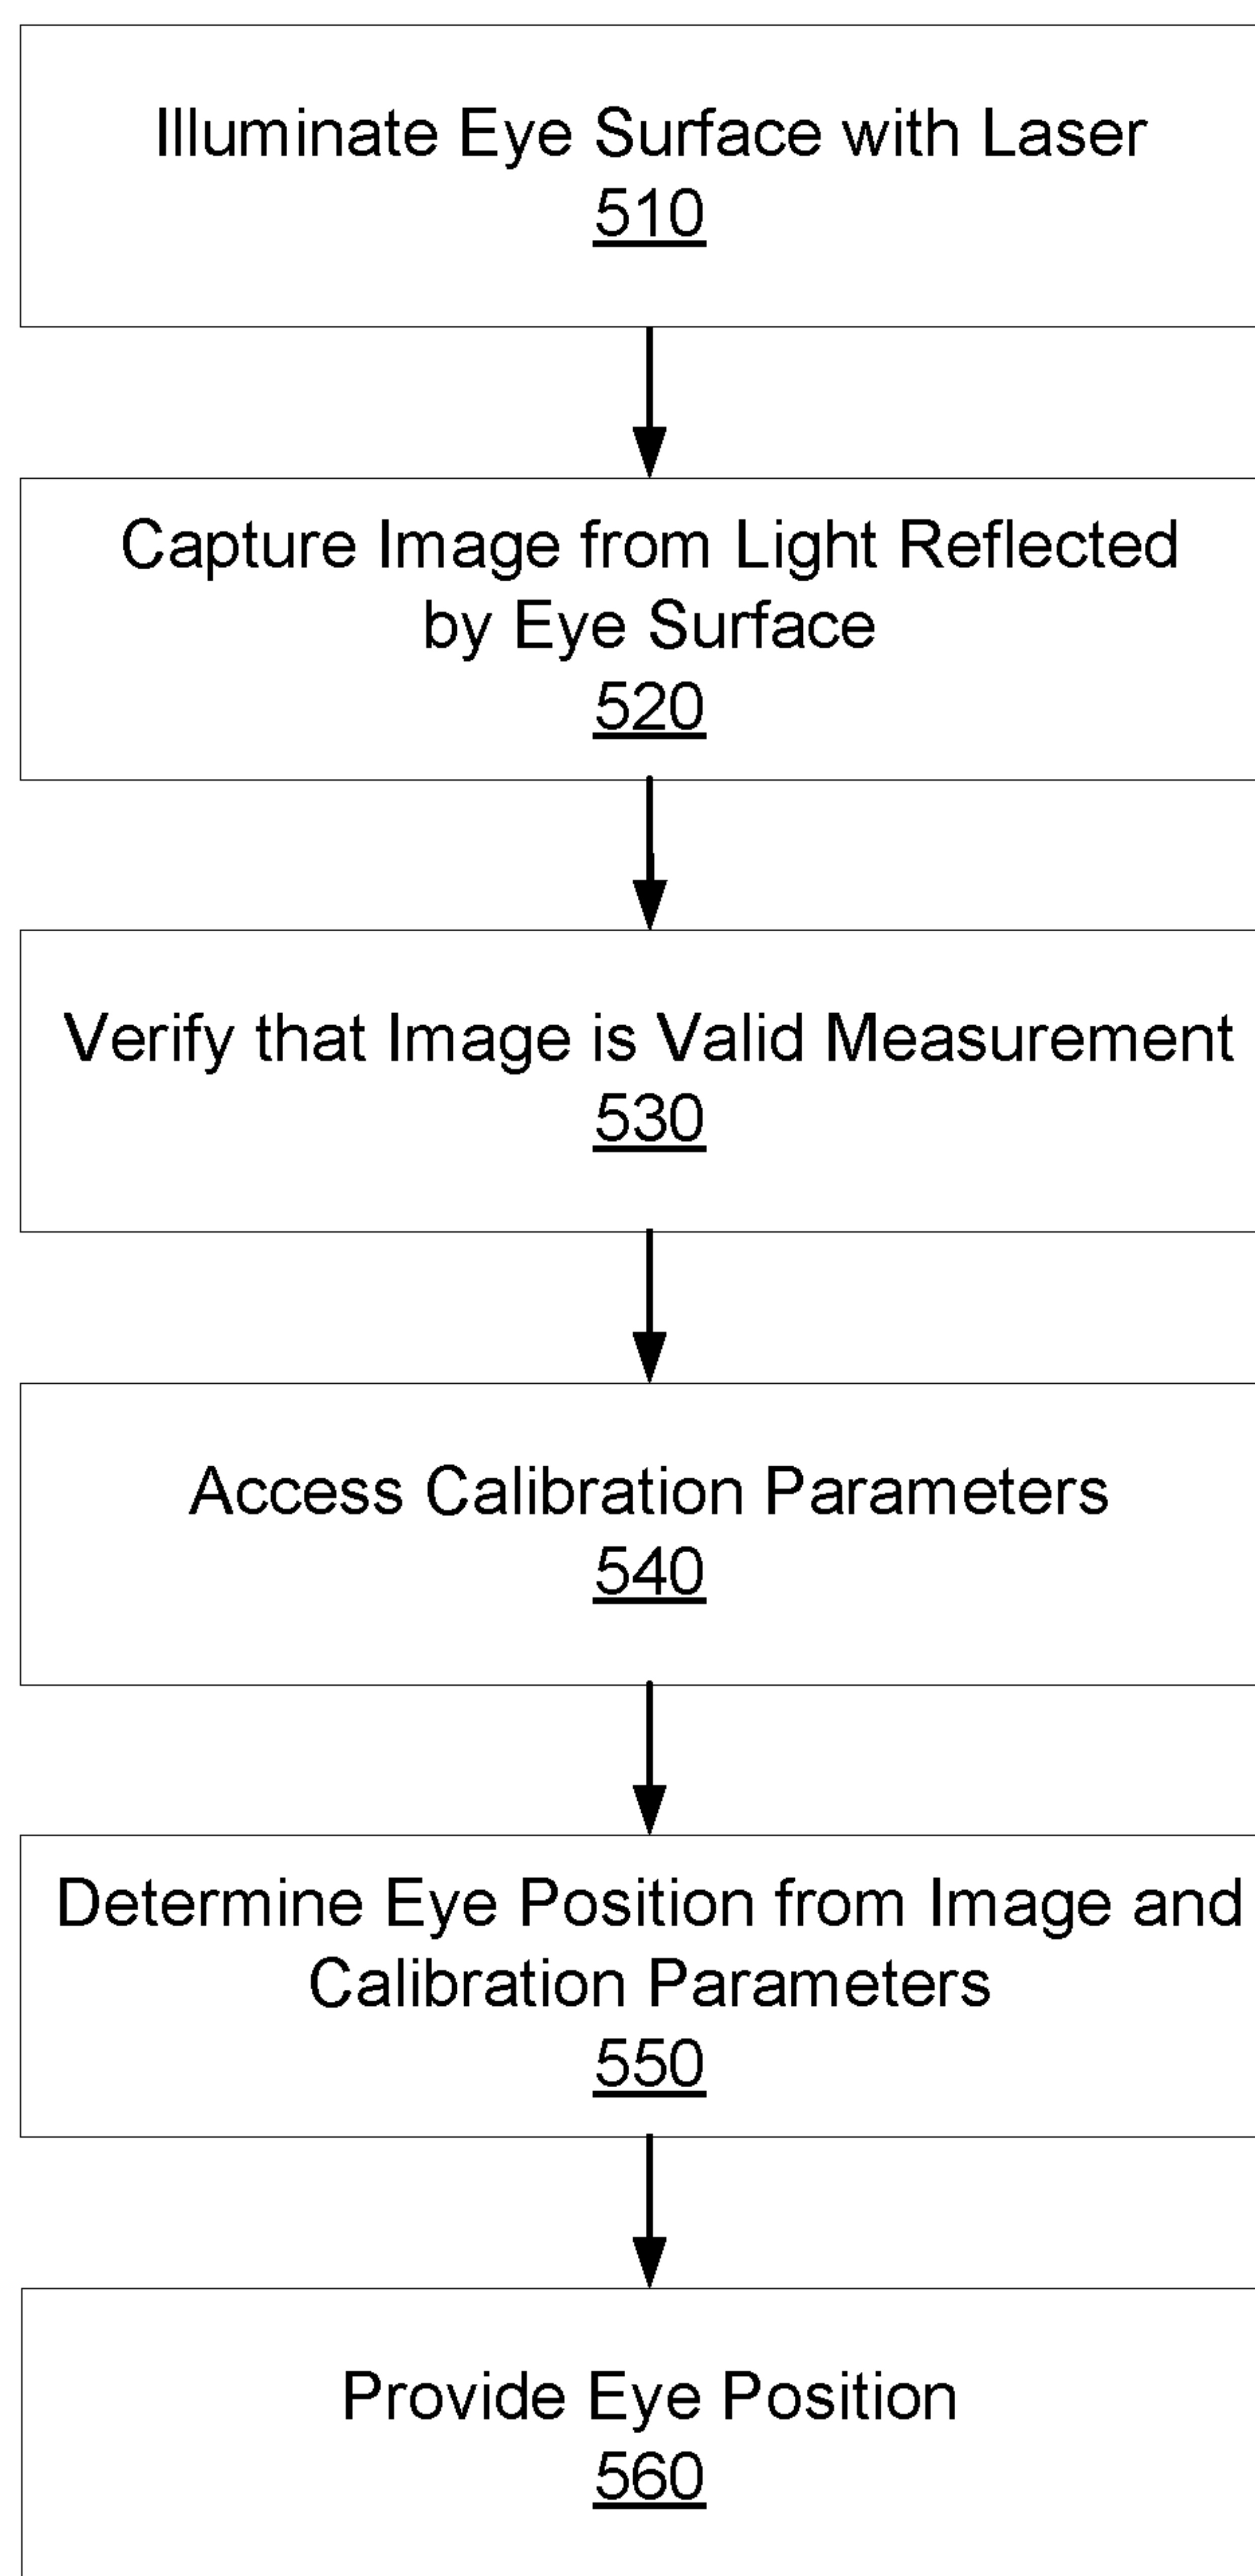 Illuminate Eye Surface with Laser
510
Capture Image from Light Reflected
by Eye Surface
520
Verify that Image is Valid Measurement
530
Access Calibration Parameters
540
Determine Eye Position from Image and
Calibration Parameters
550
Provide Eye Position
560